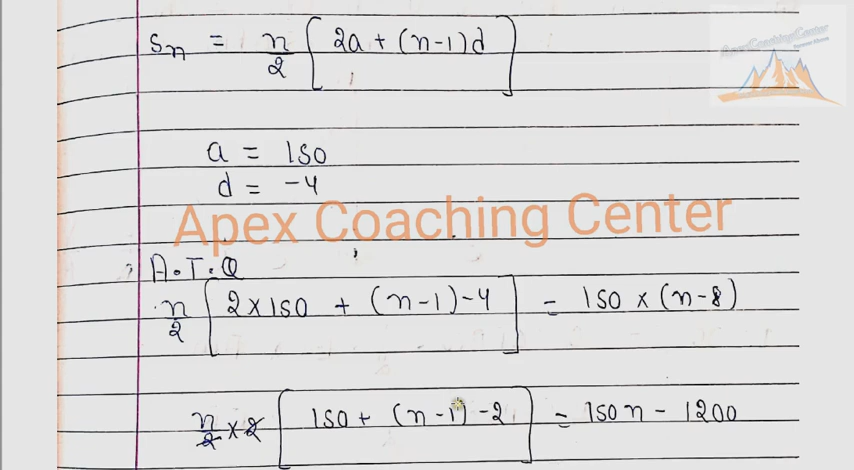 ApexCoachingCenter
Sn = n/2 [ 2a + (n-1)d ]
a = 150
d = -4
Apex Coaching Center
A.T.Q
n/2 [ 2×150 + (n-1)-4 ] = 150 × (n-8)
n/2 × 2 [ 150 + (n-1)-2 ] = 150n - 1200